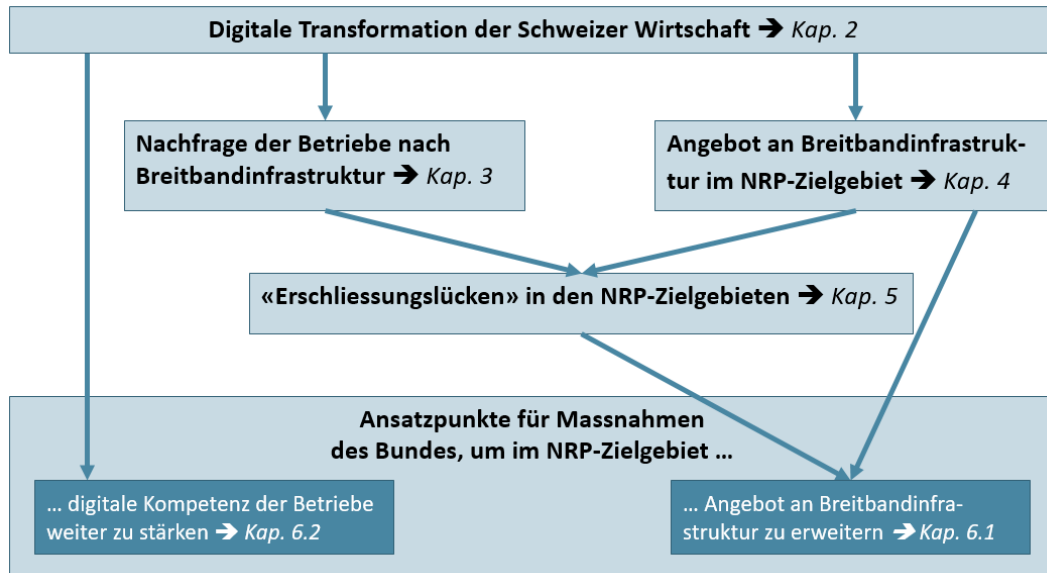 Digitale Transformation der Schweizer Wirtschaft ➔ Kap. 2
Nachfrage der Betriebe nach
Breitbandinfrastruktur ➔ Kap. 3
Angebot an Breitbandinfrastruk-
tur im NRP-Zielgebiet ➔ Kap. 4
«Erschliessungslücken» in den NRP-Zielgebieten ➔ Kap. 5
Ansatzpunkte für Massnahmen
des Bundes, um im NRP-Zielgebiet ...
... digitale Kompetenz der Betriebe
weiter zu stärken ➔ Kap. 6.2
... Angebot an Breitbandinfra-
struktur zu erweitern ➔ Kap. 6.1